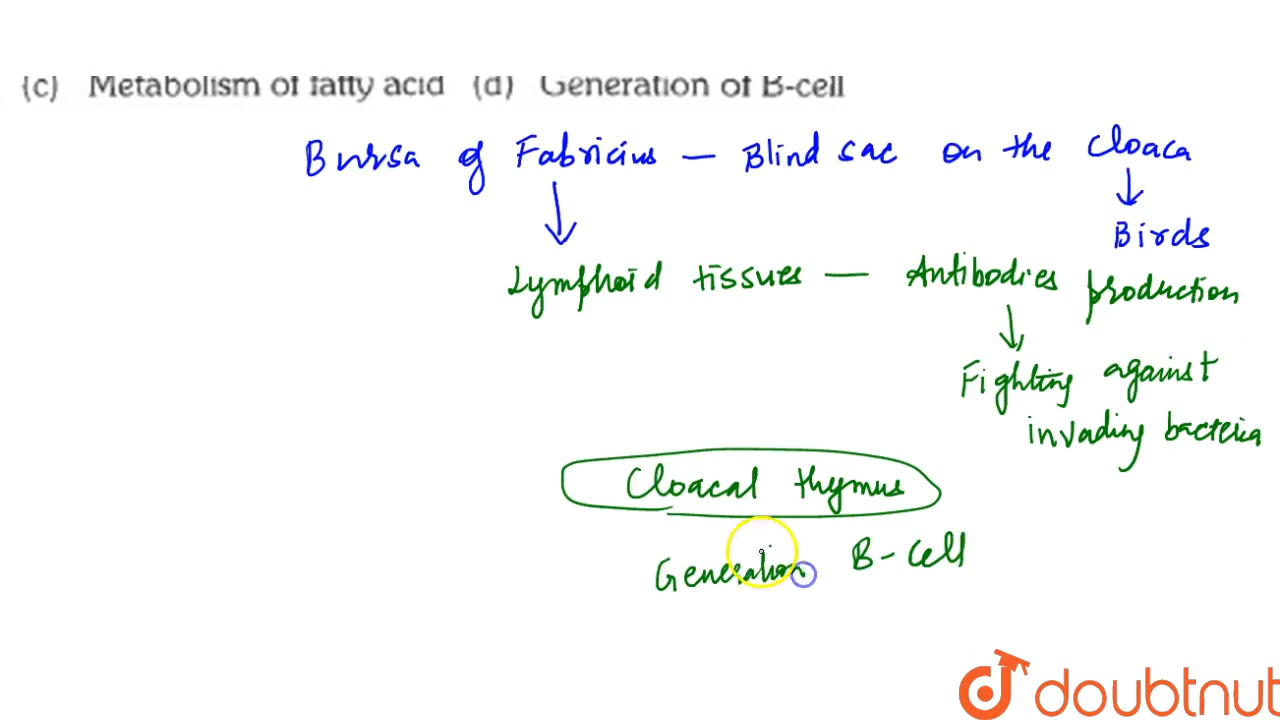 (c) Metabolism of fatty acid (d) Generation of B-cell
Bursa of Fabricius — Blind sac on the cloaca
Birds
Lymphoid tissues — Antibodies production
Fighting against
invading bacteria
Cloacal thymus
Generation B-cell
doubtnut